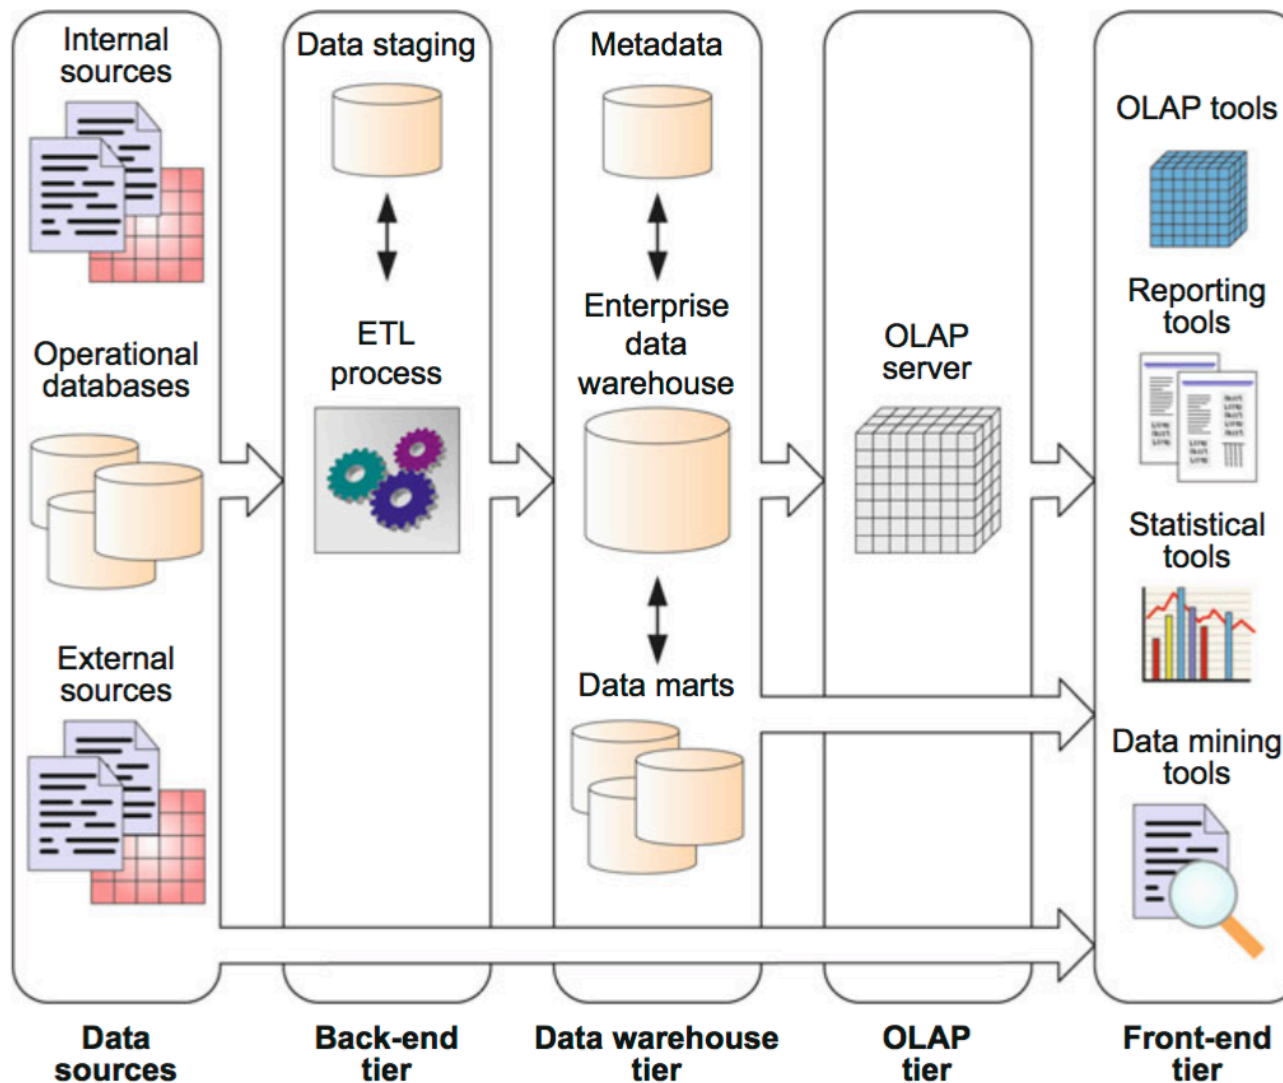 Internal
sources
Operational
databases
External
sources
Data
sources
Data staging
ETL
process
Back-end
tier
Metadata
Enterprise
data
warehouse
Data marts
Data warehouse
tier
OLAP
server
OLAP
tier
OLAP tools
Reporting
tools
Statistical
tools
Data mining
tools
Front-end
tier